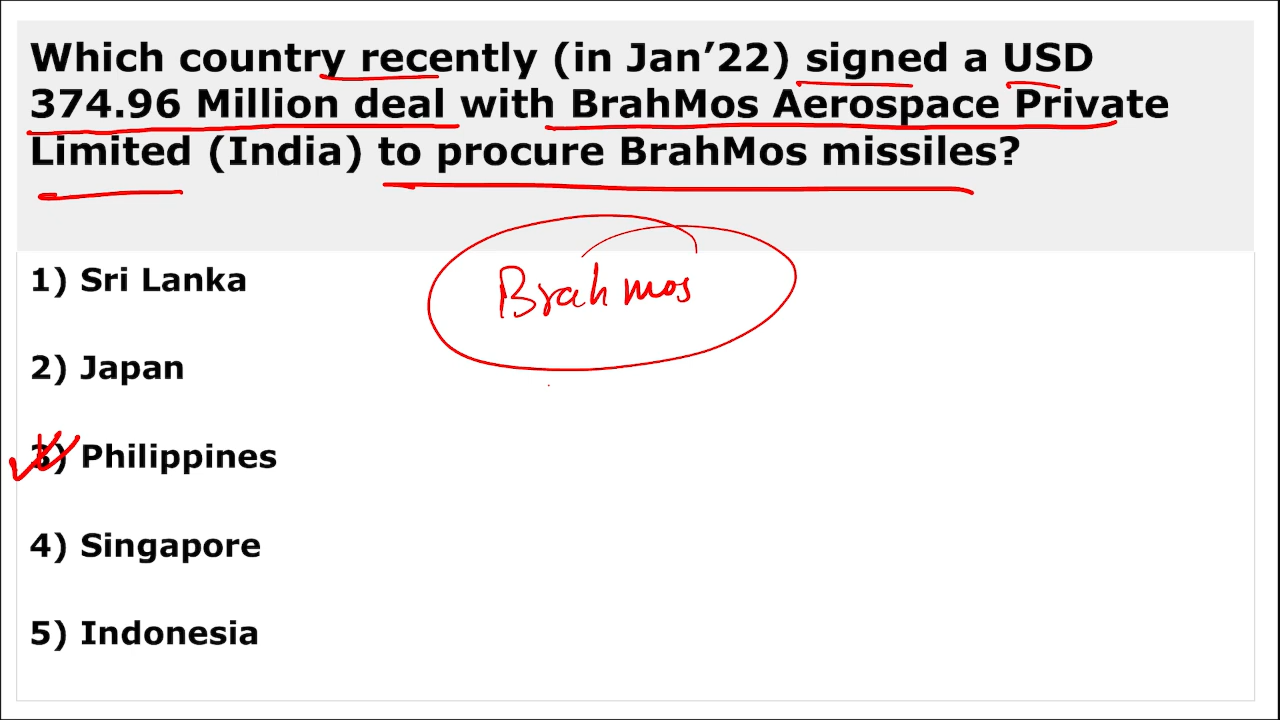 Which country recently (in Jan’22) signed a USD
374.96 Million deal with BrahMos Aerospace Private
Limited (India) to procure BrahMos missiles?
1) Sri Lanka
Brahmos
2) Japan
3) Philippines
4) Singapore
5) Indonesia